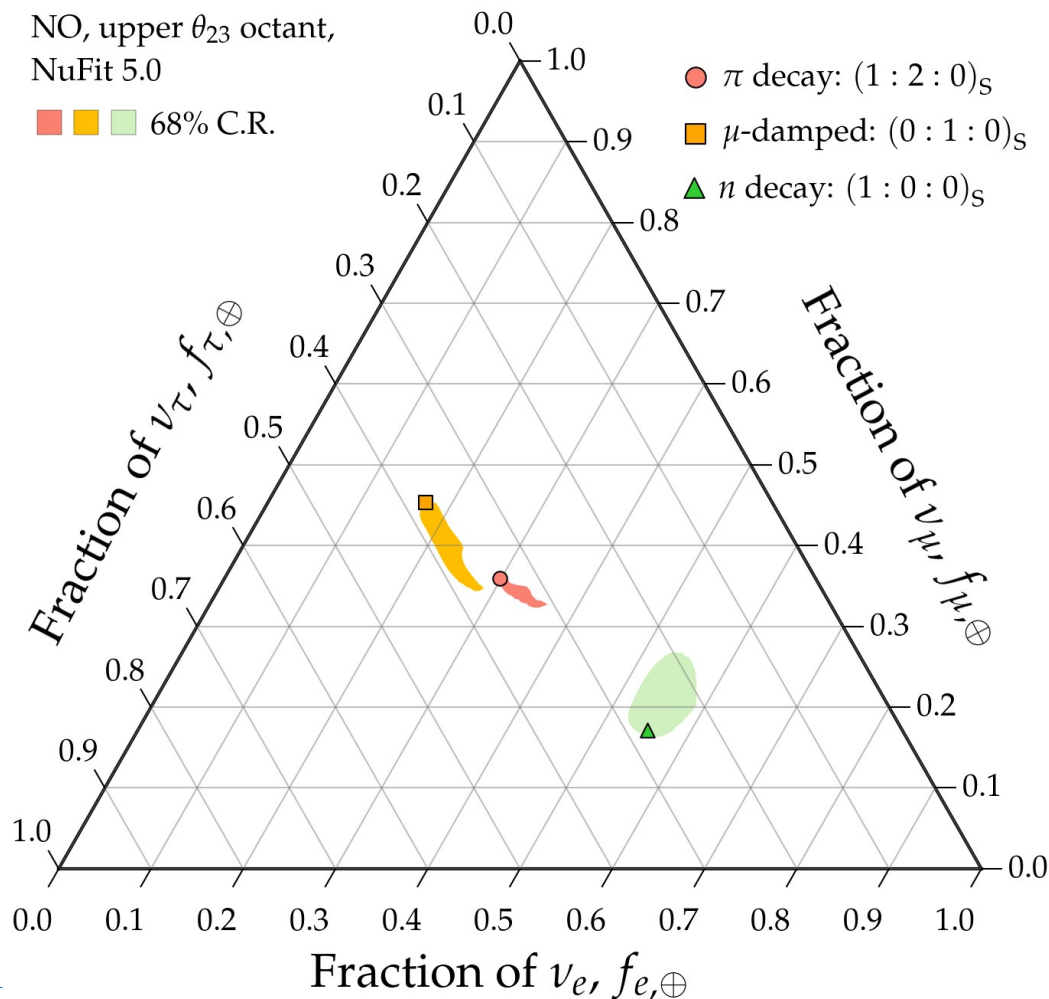 NO, upper θ₂₃ octant,
NuFit 5.0
68% C.R.
π decay: (1 : 2 : 0)S
μ-damped: (0 : 1 : 0)S
n decay: (1 : 0 : 0)S
Fraction of ντ, fτ,⊕
0.0
0.1
0.2
0.3
0.4
0.5
0.6
0.7
0.8
0.9
1.0
Fraction of νμ, fμ,⊕
1.0
0.9
0.8
0.7
0.6
0.5
0.4
0.3
0.2
0.1
0.0
0.0 0.1 0.2 0.3 0.4 0.5 0.6 0.7 0.8 0.9 1.0
Fraction of νe, fe,⊕